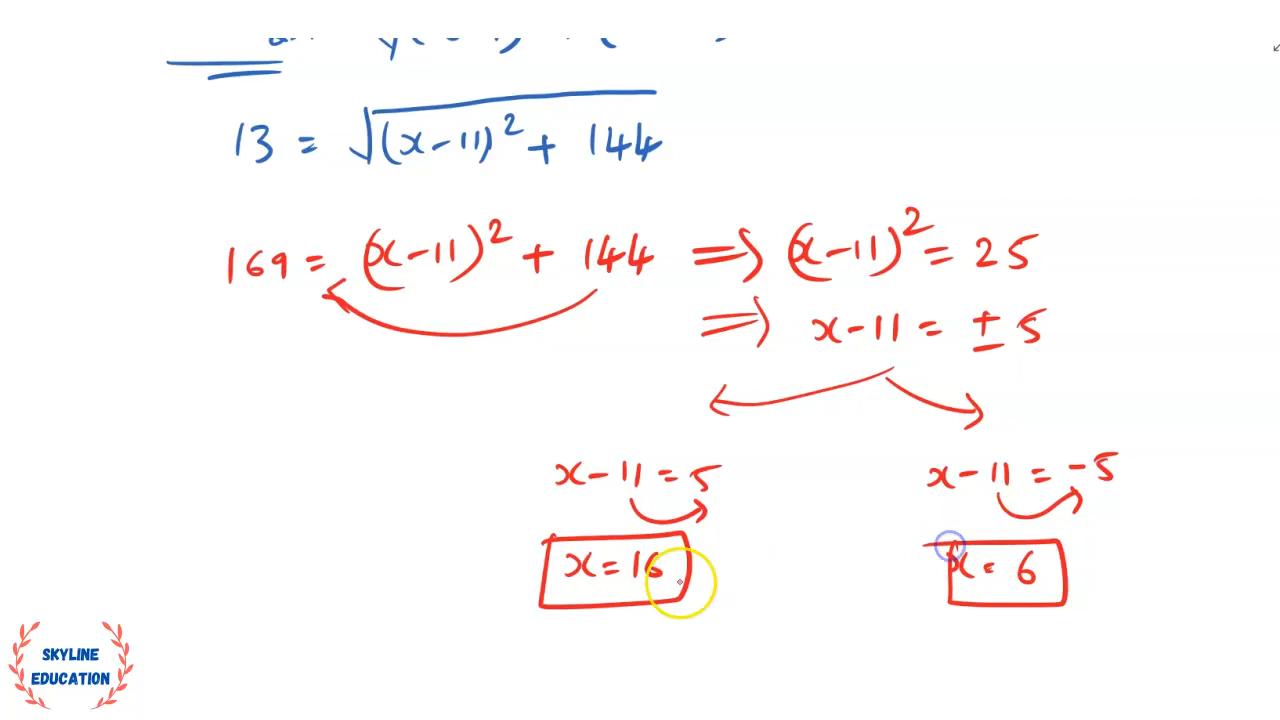 13 = √(x-11)² + 144
169 = (x-11)² + 144 ⟹ (x-11)² = 25
⟹ x-11 = ± 5
x-11 = 5
x-11 = -5
x = 16
x = 6
SKYLINE
EDUCATION